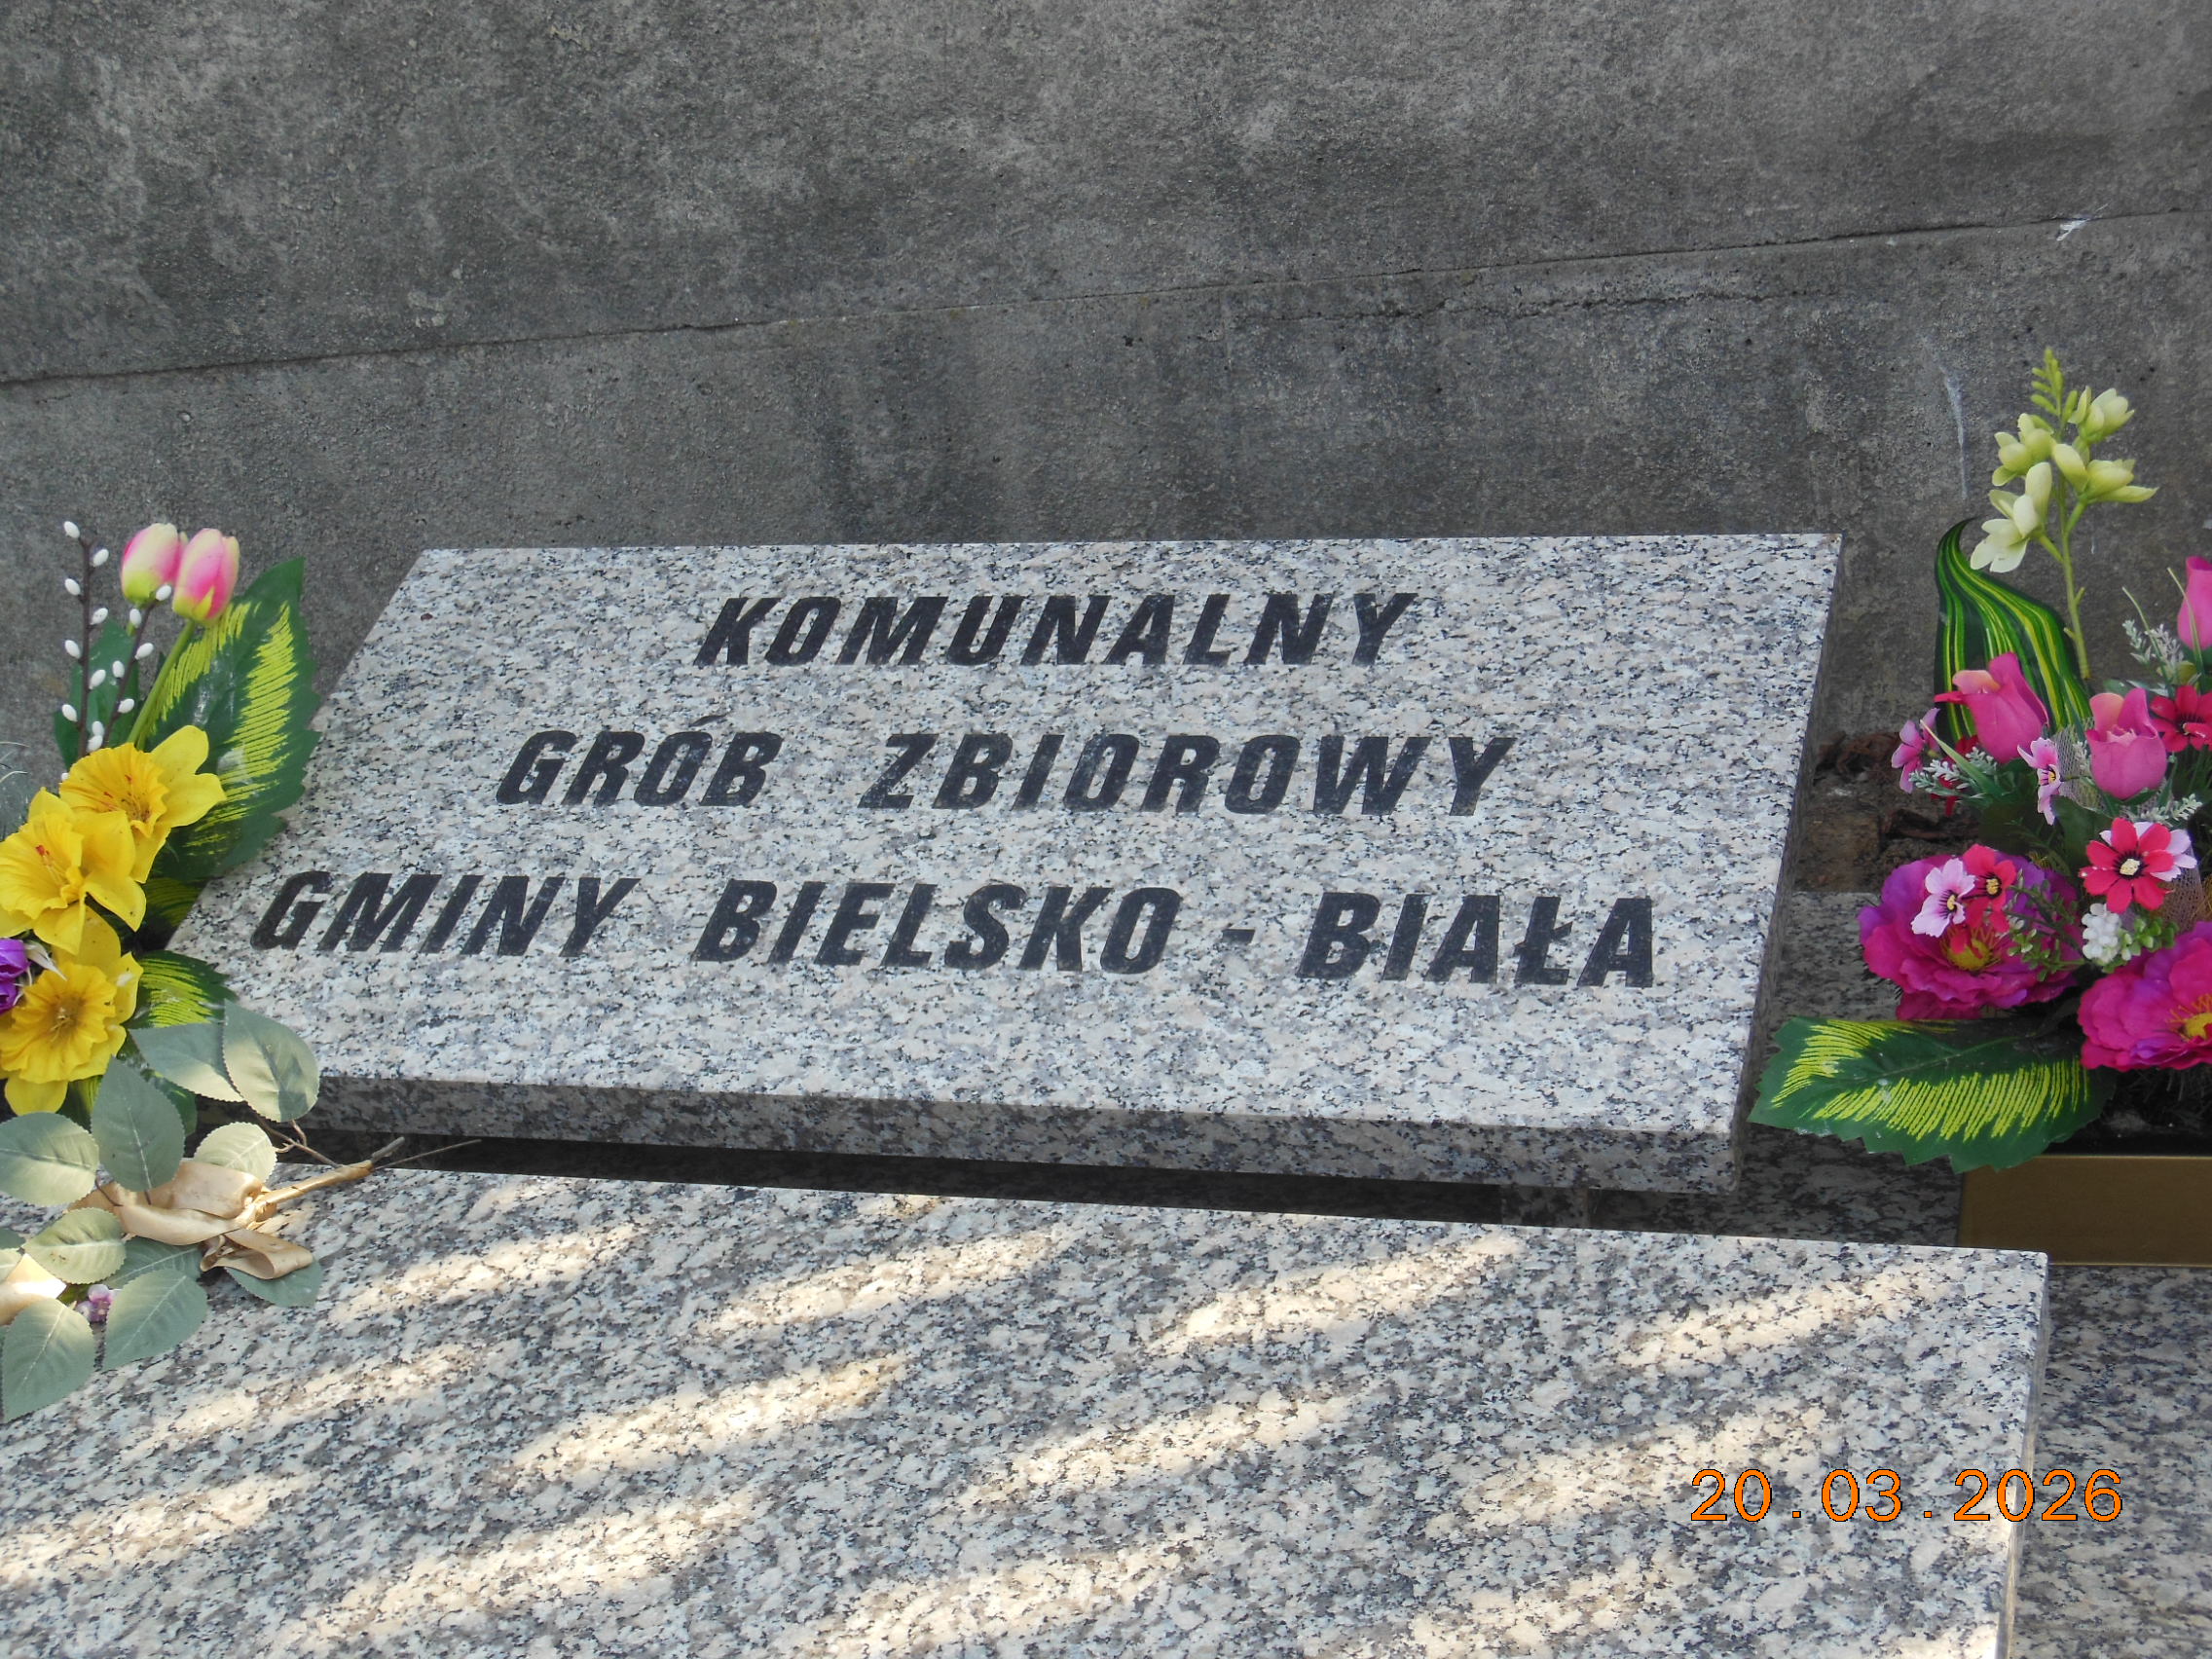 KOMUNALNY
GRÓB ZBIOROWY
GMINY BIELSKO - BIAŁA
20.03.2026